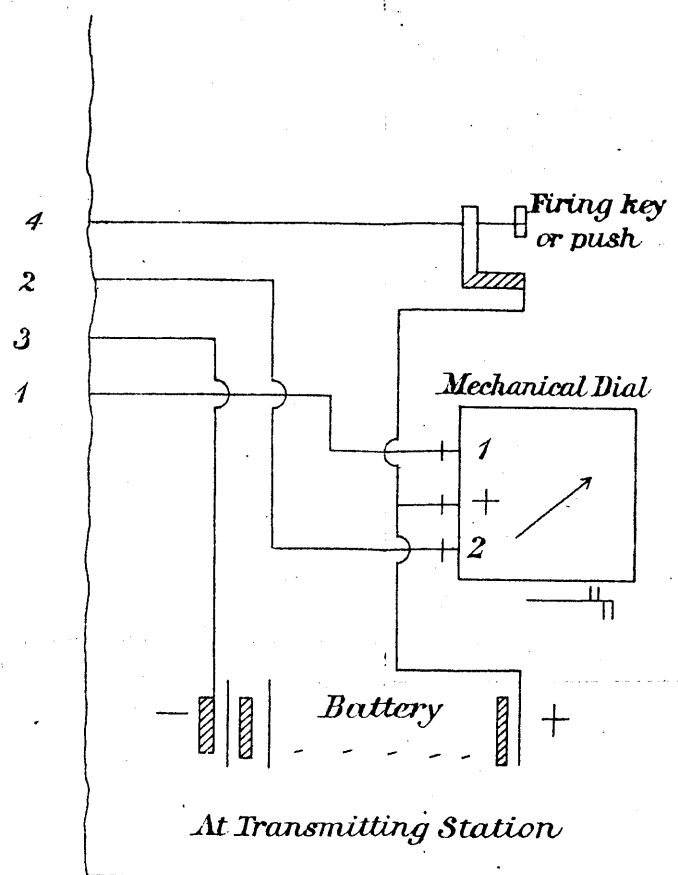 4
Firing key
or push
2
3
Mechanical Dial
1
1
+
2
− Battery +
At Transmitting Station